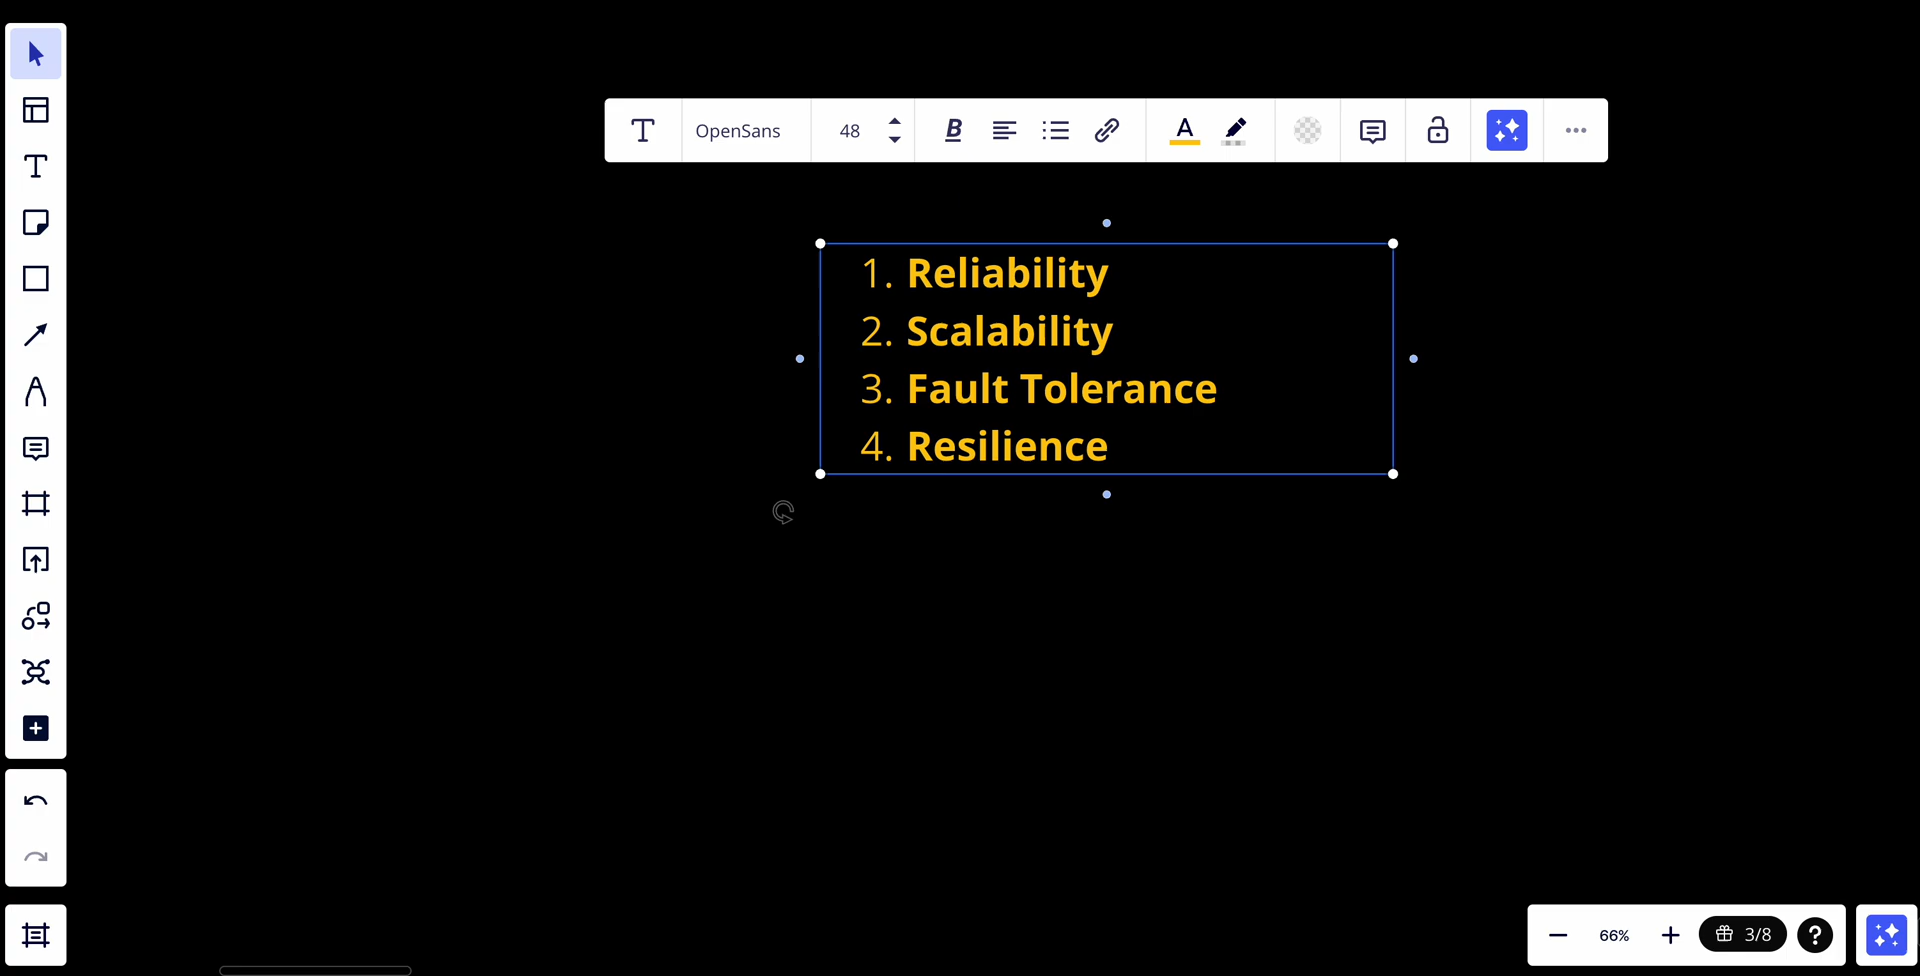 OpenSans
48
B
A
1. Reliability
2. Scalability
3. Fault Tolerance
4. Resilience
66%
3/8
?